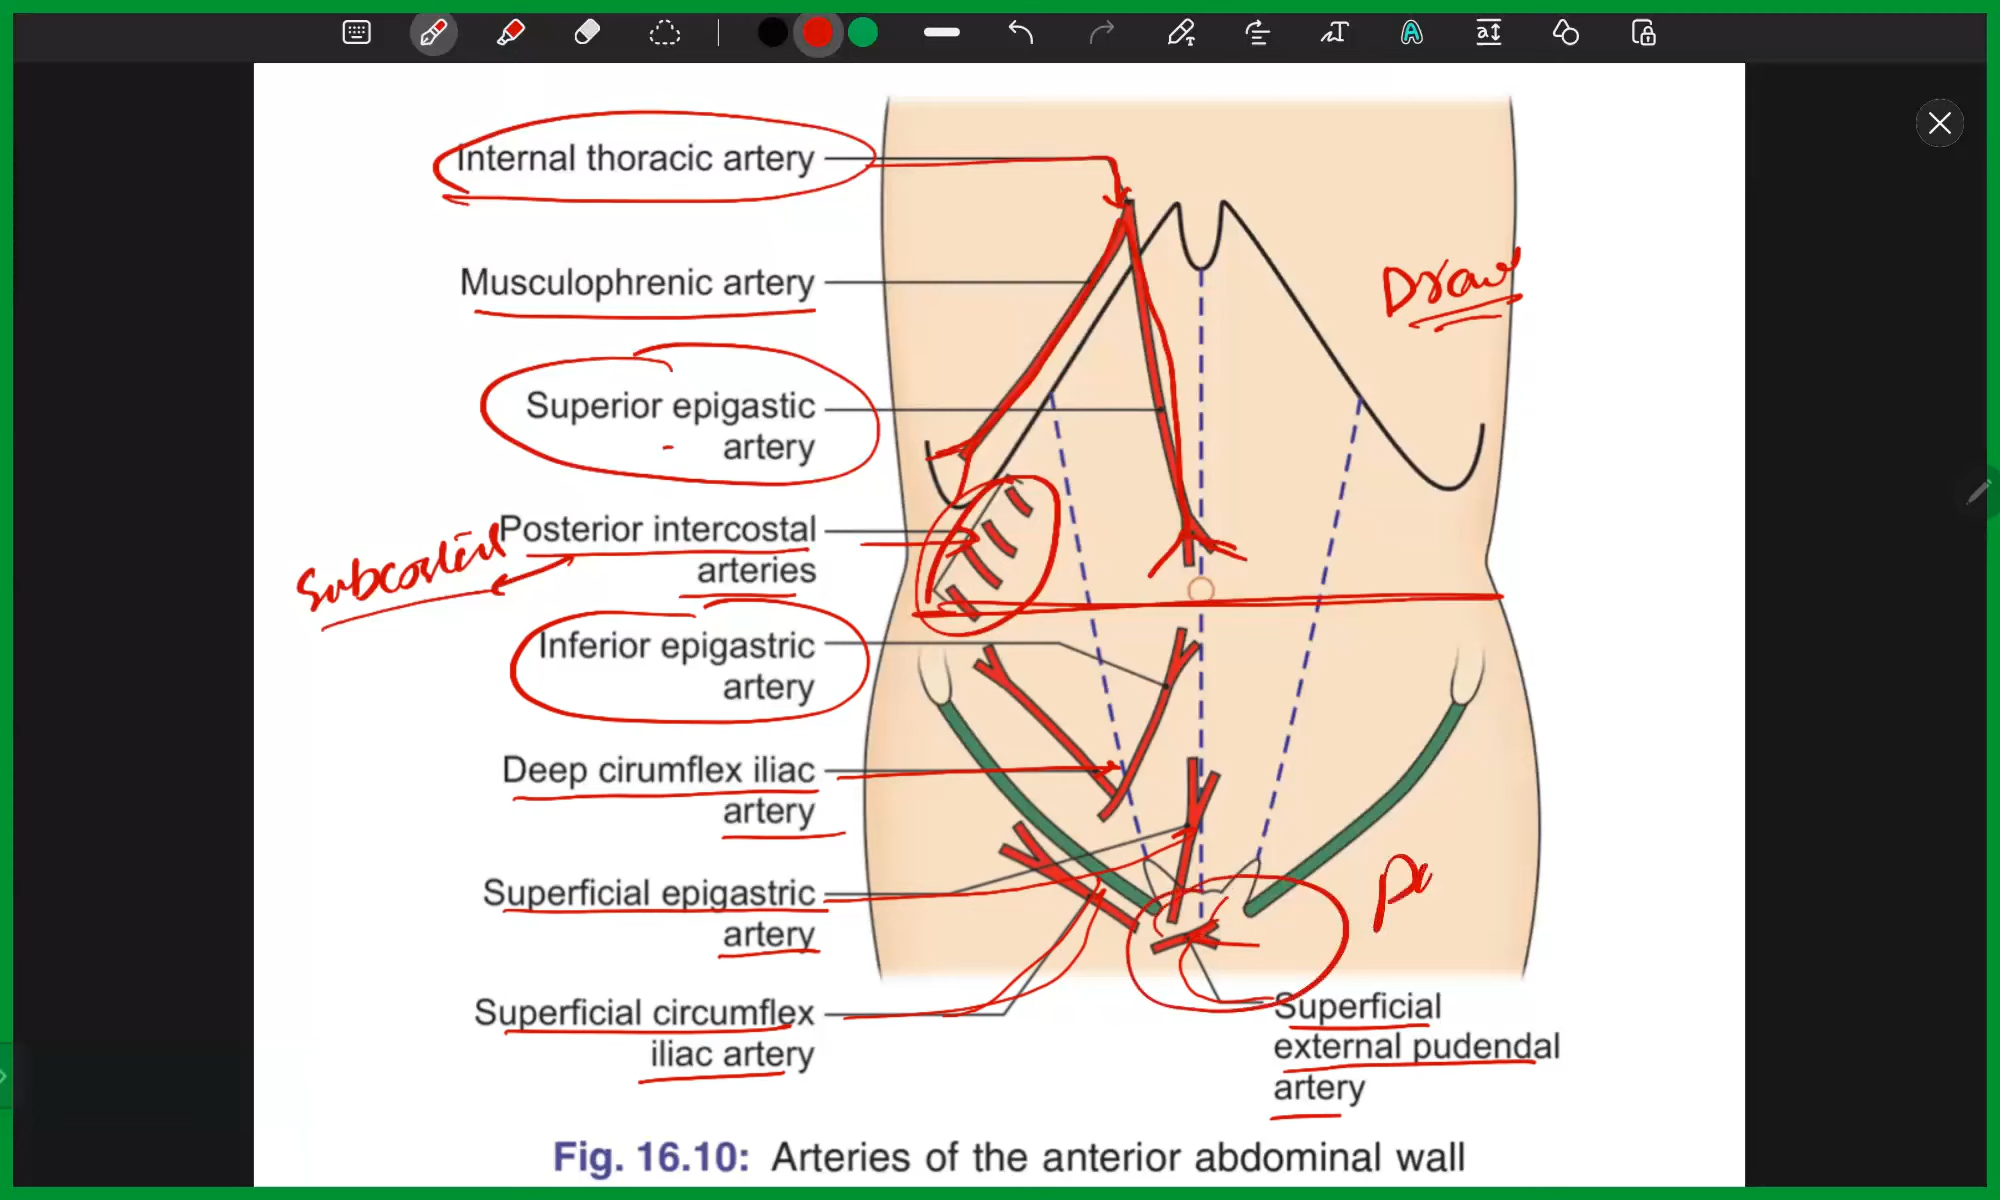 Internal thoracic artery
Musculophrenic artery
Draw
Superior epigastic
artery
Posterior intercostal
arteries
Subcostal
Inferior epigastric
artery
Deep cirumflex iliac
artery
Superficial epigastric
artery
Superficial circumflex
iliac artery
Superficial
external pudendal
artery
Fig. 16.10: Arteries of the anterior abdominal wall